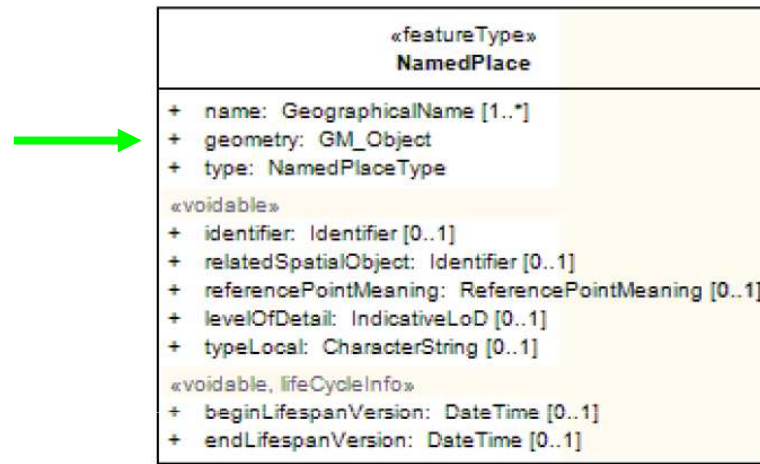 «featureType»
NamedPlace
+ name: GeographicalName [1..*]
+ geometry: GM_Object
+ type: NamedPlaceType
«voidable»
+ identifier: Identifier [0..1]
+ relatedSpatialObject: Identifier [0..1]
+ referencePointMeaning: ReferencePointMeaning [0..1]
+ levelOfDetail: IndicativeLoD [0..1]
+ typeLocal: CharacterString [0..1]
«voidable, lifeCycleInfo»
+ beginLifespanVersion: DateTime [0..1]
+ endLifespanVersion: DateTime [0..1]